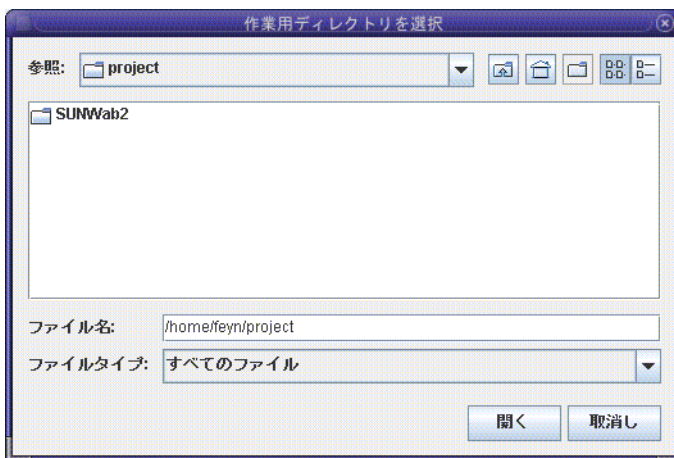 作業用ディレクトリを選択
参照: project
SUNWab2
ファイル名: /home/feyn/project
ファイルタイプ: すべてのファイル
開く 取消し